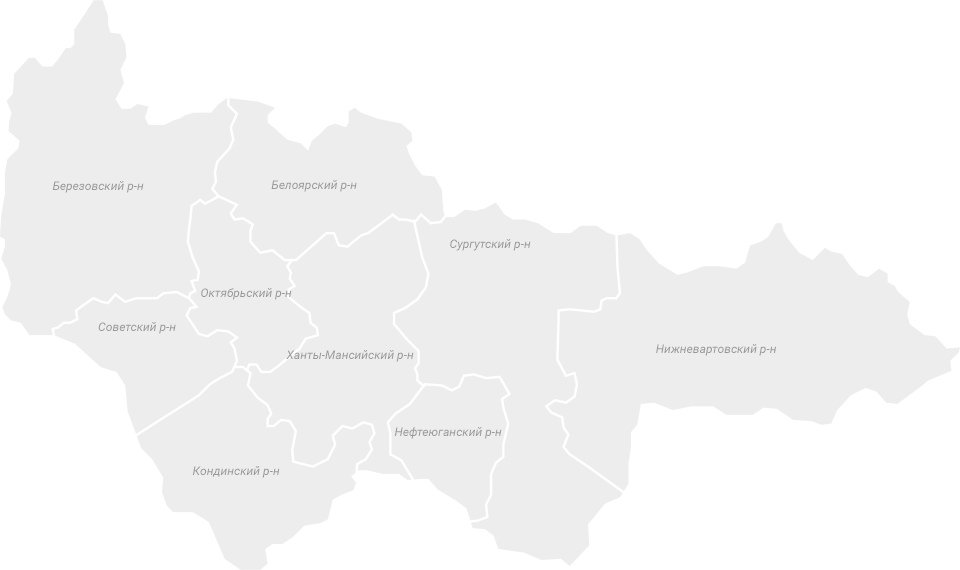 Березовский р-н
Белоярский р-н
Сургутский р-н
Октябрьский р-н
Советский р-н
Ханты-Мансийский р-н
Нижневартовский р-н
Нефтеюганский р-н
Кондинский р-н